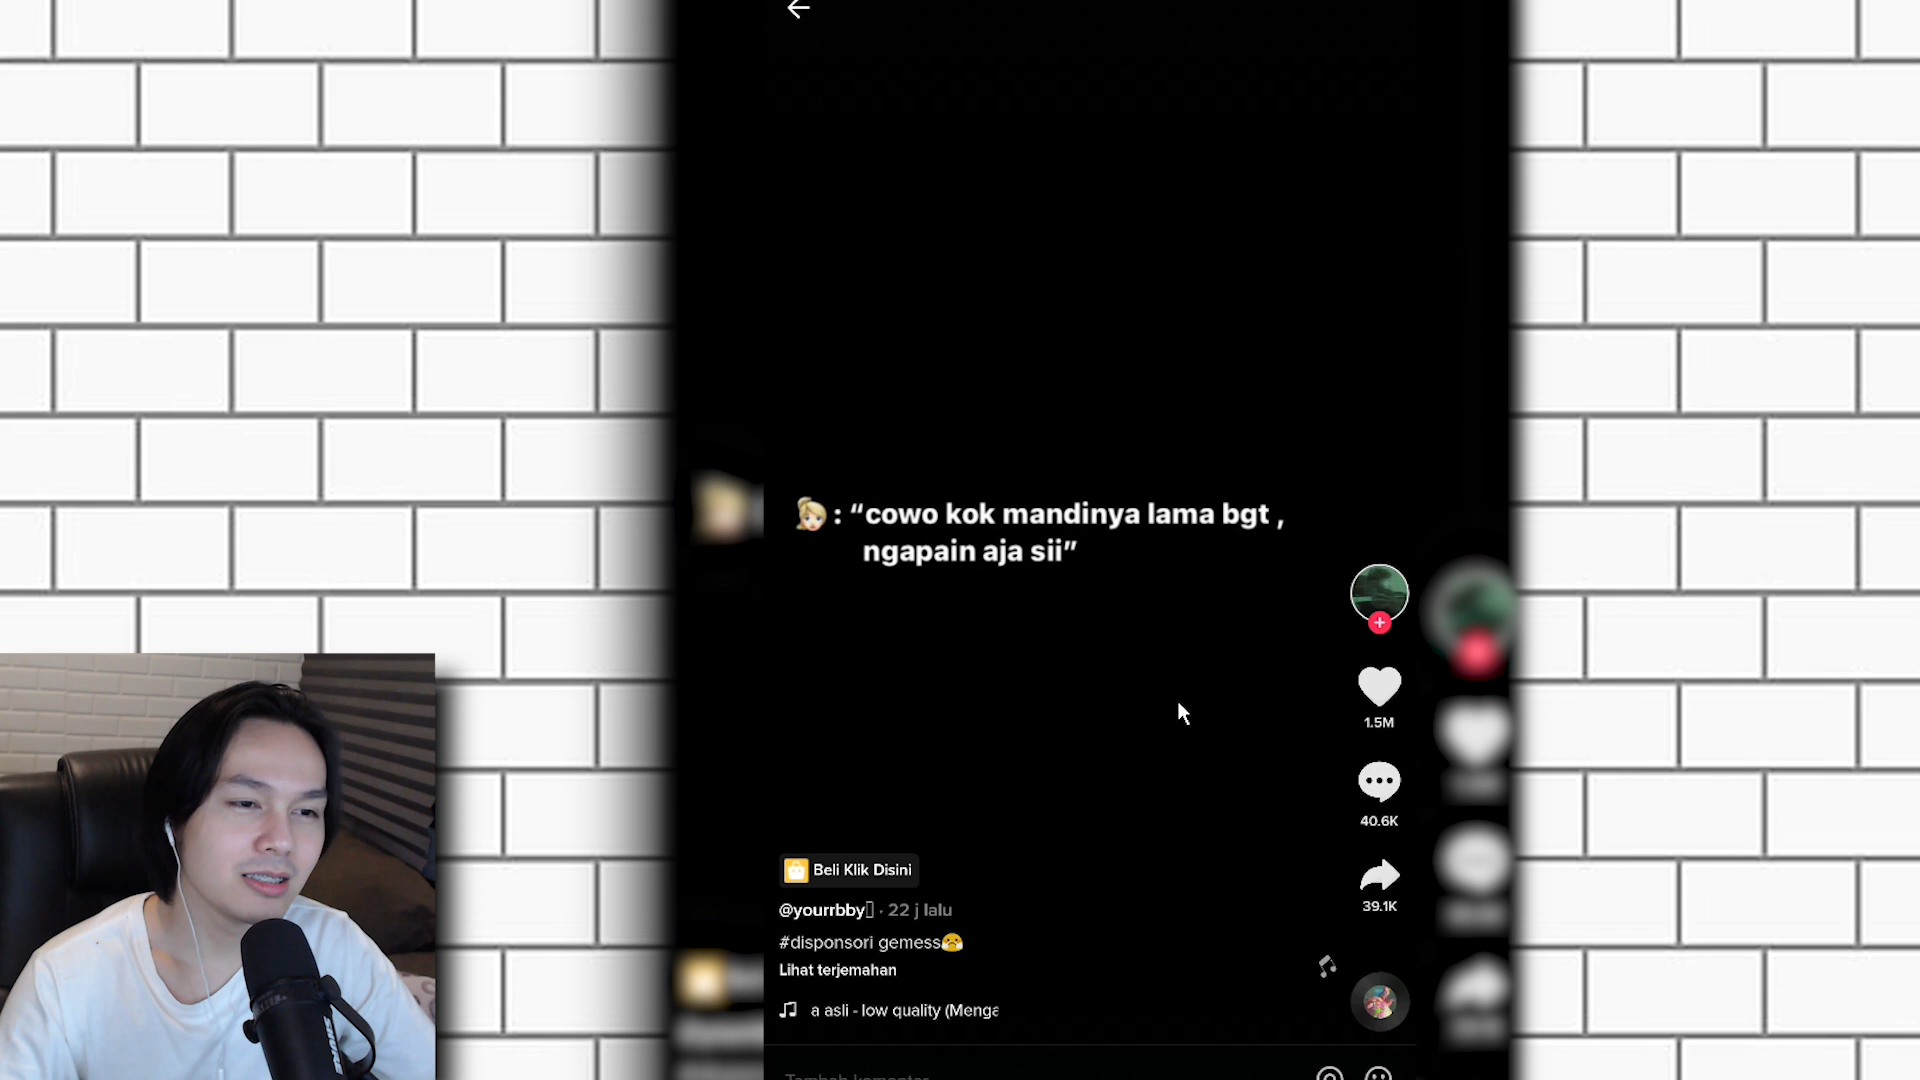 : “cowo kok mandinya lama bgt ,
ngapain aja sii”
1.5M
40.6K
39.1K
Beli Klik Disini
@yourrbby · 22 j lalu
#disponsori gemess😤
Lihat terjemahan
a asli - low quality (Menga